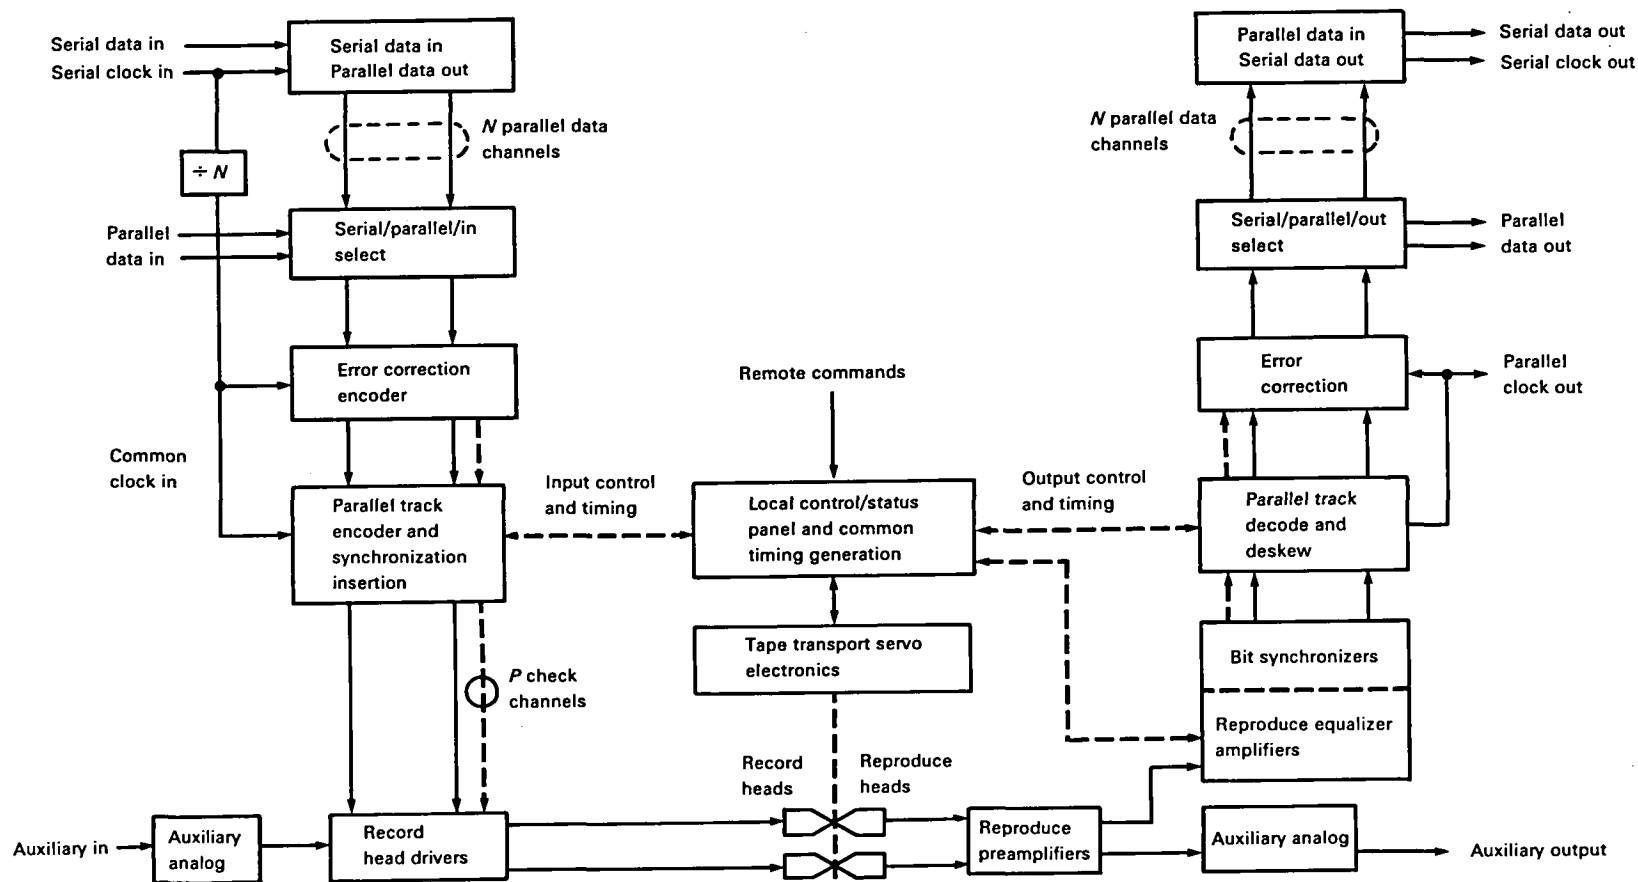 Serial data in
Serial clock in
Serial data in
Parallel data out
N parallel data
channels
÷ N
Parallel
data in
Serial/parallel/in
select
Error correction
encoder
Common
clock in
Parallel track
encoder and
synchronization
insertion
Input control
and timing
P check
channels
Auxiliary in
Auxiliary
analog
Record
head drivers
Remote commands
Local control/status
panel and common
timing generation
Tape transport servo
electronics
Record
heads
Reproduce
heads
Reproduce
preamplifiers
Output control
and timing
Parallel data in
Serial data out
Serial data out
Serial clock out
N parallel data
channels
Serial/parallel/out
select
Parallel
data out
Error
correction
Parallel
clock out
Parallel track
decode and
deskew
Bit synchronizers
Reproduce equalizer
amplifiers
Auxiliary analog
Auxiliary output